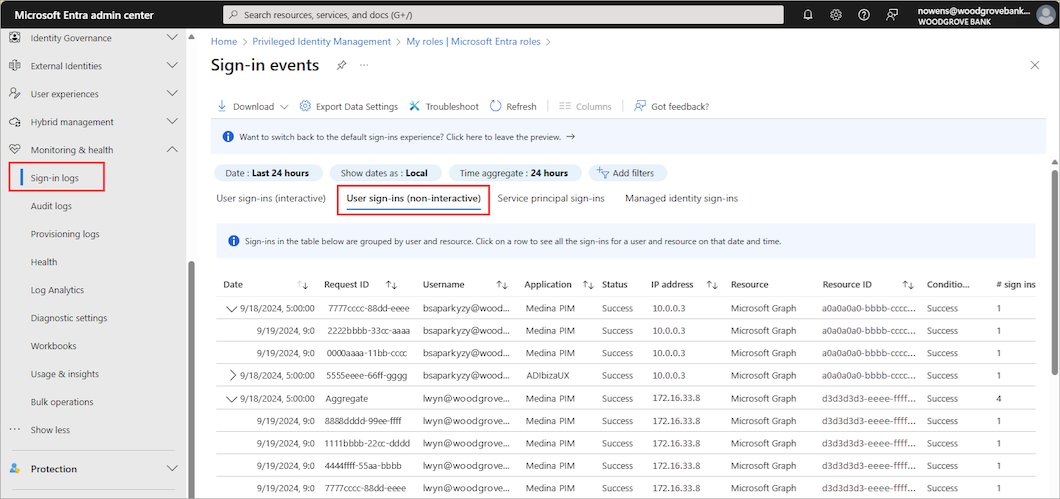 Microsoft Entra admin center
Search resources, services, and docs (G+/)
nowens@woodgrovebank...
WOODGROVE BANK
Identity Governance
External Identities
User experiences
Hybrid management
Monitoring & health
Sign-in logs
Audit logs
Provisioning logs
Health
Log Analytics
Diagnostic settings
Workbooks
Usage & insights
Bulk operations
Show less
Protection
Home > Privileged Identity Management > My roles | Microsoft Entra roles >
Sign-in events
Download Export Data Settings Troubleshoot Refresh Columns Got feedback?
Want to switch back to the default sign-ins experience? Click here to leave the preview. →
Date : Last 24 hours Show dates as : Local Time aggregate : 24 hours Add filters
User sign-ins (interactive) User sign-ins (non-interactive) Service principal sign-ins Managed identity sign-ins
Sign-ins in the table below are grouped by user and resource. Click on a row to see all the sign-ins for a user and resource on that date and time.
Date Request ID Username Application Status IP address Resource Resource ID Conditio... # sign ins
9/18/2024, 5:00:00 7777cccc-88dd-eeee bsaparkyzy@wood... Medina PIM Success 10.0.0.3 Microsoft Graph a0a0a0a0-bbbb-cccc... Success 1
9/19/2024, 9:0 2222bbbb-33cc-aaaa bsaparkyzy@wood... Medina PIM Success 10.0.0.3 Microsoft Graph a0a0a0a0-bbbb-cccc... Success 1
9/19/2024, 9:0 0000aaaa-11bb-cccc bsaparkyzy@wood... Medina PIM Success 10.0.0.3 Microsoft Graph a0a0a0a0-bbbb-cccc... Success 1
9/18/2024, 5:00:00 5555eeee-66ff-gggg bsaparkyzy@wood... ADIbizaUX Success 10.0.0.3 Microsoft Graph a0a0a0a0-bbbb-cccc... Success 1
9/18/2024, 5:00:00 Aggregate lwyn@woodgrove... Medina PIM Success 172.16.33.8 Microsoft Graph d3d3d3d3-eeee-ffff... Success 4
9/19/2024, 9:0 8888dddd-99ee-ffff lwyn@woodgrove... Medina PIM Success 172.16.33.8 Microsoft Graph d3d3d3d3-eeee-ffff... Success 1
9/19/2024, 9:0 1111bbbb-22cc-dddd lwyn@woodgrove... Medina PIM Success 172.16.33.8 Microsoft Graph d3d3d3d3-eeee-ffff... Success 1
9/19/2024, 9:0 4444ffff-55aa-bbbb lwyn@woodgrove... Medina PIM Success 172.16.33.8 Microsoft Graph d3d3d3d3-eeee-ffff... Success 1
9/19/2024, 9:0 7777cccc-88dd-eeee lwyn@woodgrove... Medina PIM Success 172.16.33.8 Microsoft Graph d3d3d3d3-eeee-ffff... Success 1